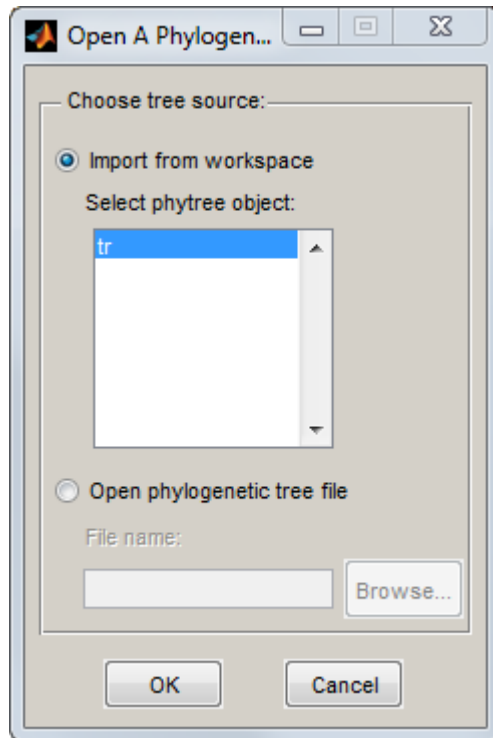 Open A Phylogen...
Choose tree source:
Import from workspace
Select phytree object:
tr
Open phylogenetic tree file
File name:
Browse...
OK
Cancel